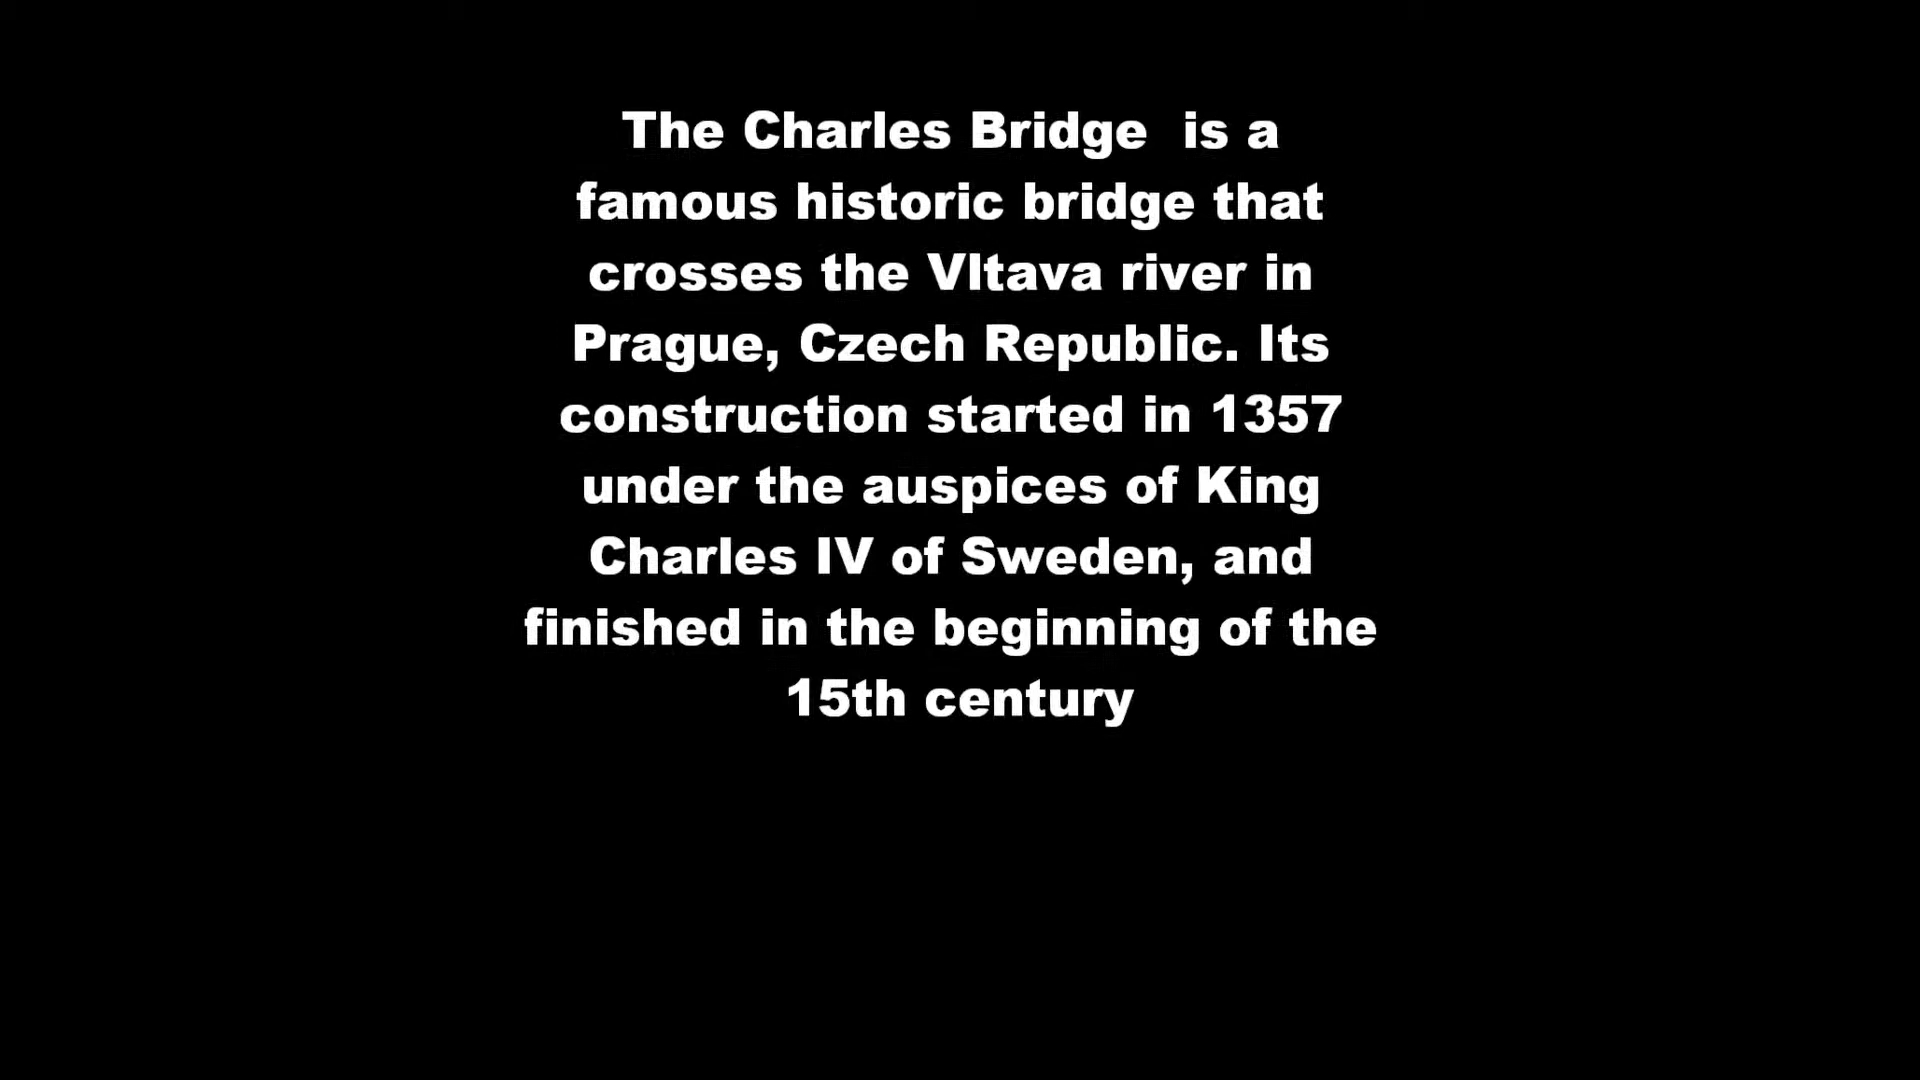 The Charles Bridge  is a
famous historic bridge that
crosses the Vltava river in
Prague, Czech Republic. Its
construction started in 1357
under the auspices of King
Charles IV of Sweden, and
finished in the beginning of the
15th century